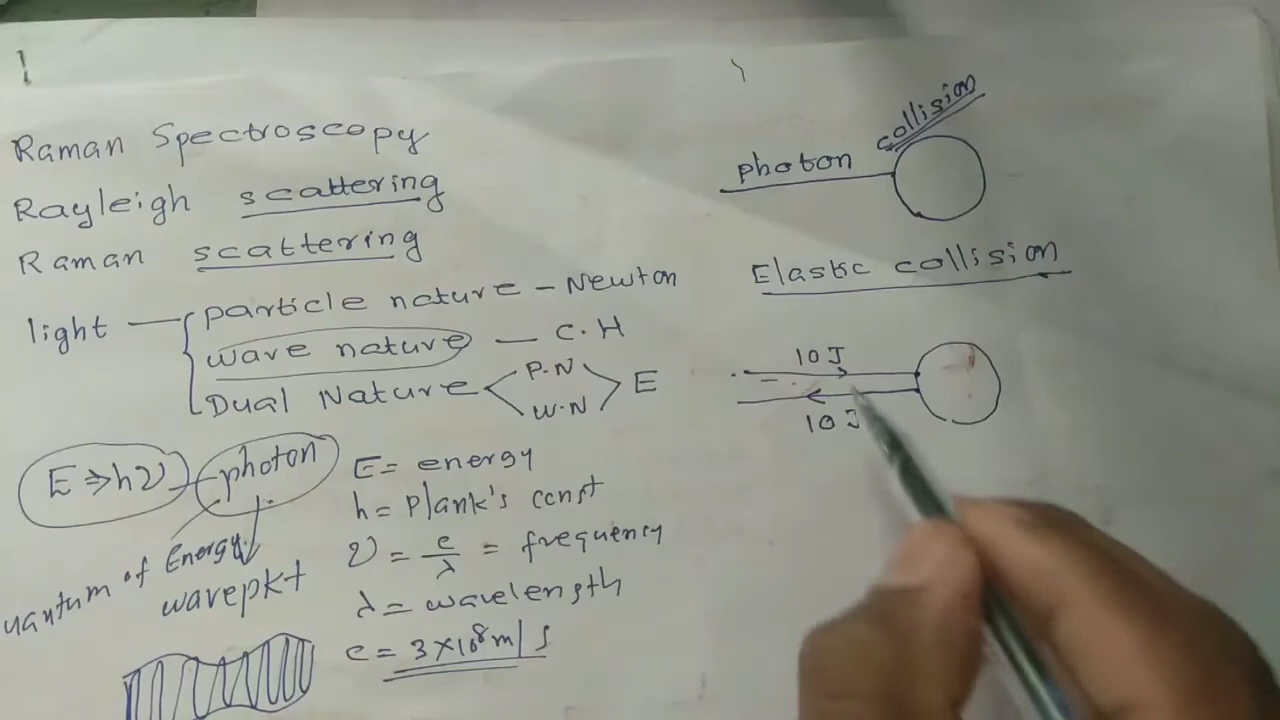 Raman Spectroscopy
Rayleigh scattering
Raman scattering
light particle nature - Newton
wave nature - C.H
Dual Nature P.N W.N E
E ⇒ hν photon
Quantum of Energy
wavepkt
E = energy
h = Plank's const
ν = c/λ = frequency
λ = wavelength
c = 3×10⁸ m/s
photon collision
Elastic collision
10 J
10 J